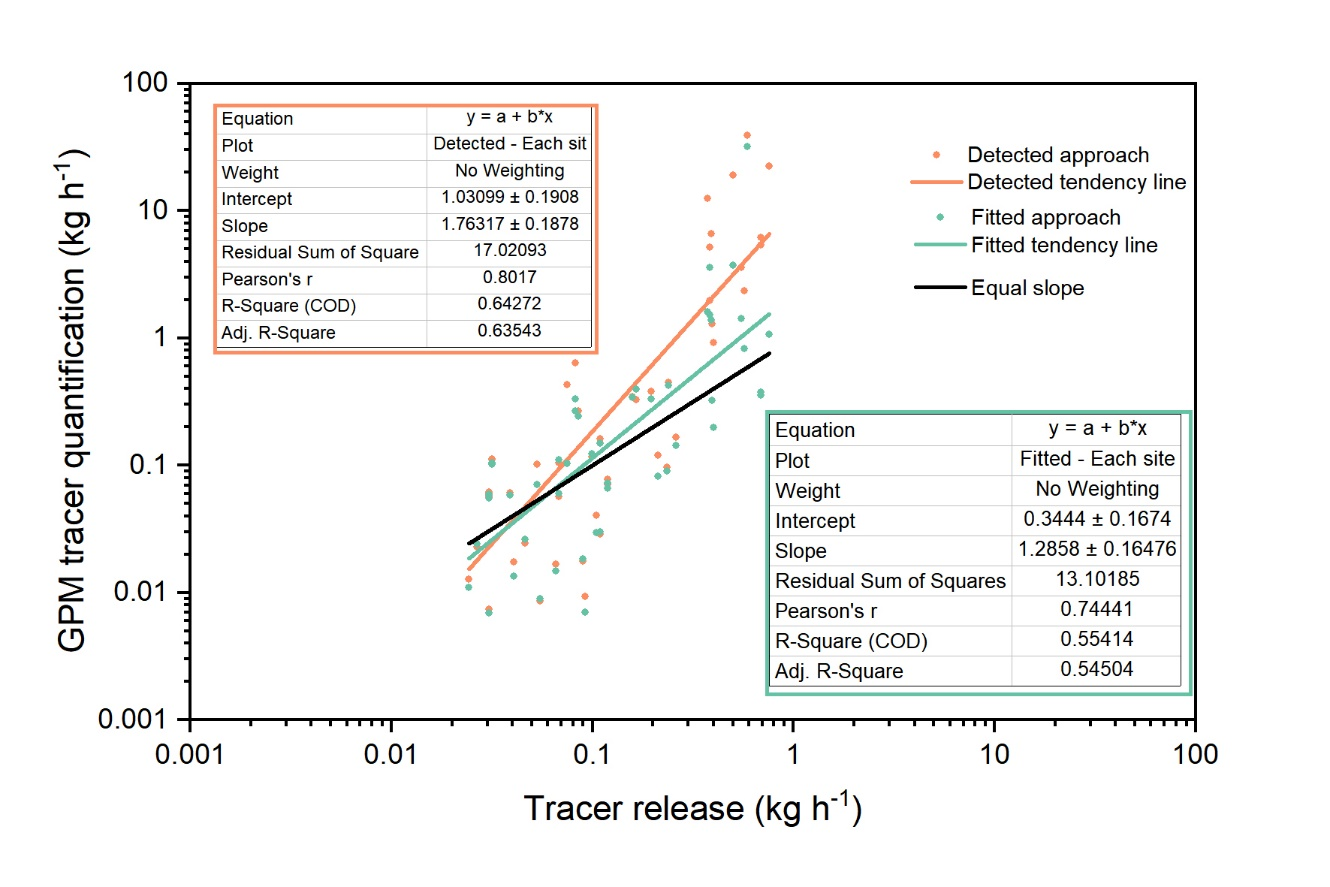 100
10
1
0.1
0.01
0.001
0.001
0.01
0.1
1
10
100
GPM tracer quantification (kg h⁻¹)
Tracer release (kg h⁻¹)
Equation y = a + b*x
Plot Detected - Each sit
Weight No Weighting
Intercept 1.03099 ± 0.1908
Slope 1.76317 ± 0.1878
Residual Sum of Square 17.02093
Pearson's r 0.8017
R-Square (COD) 0.64272
Adj. R-Square 0.63543
Detected approach
Detected tendency line
Fitted approach
Fitted tendency line
Equal slope
Equation y = a + b*x
Plot Fitted - Each site
Weight No Weighting
Intercept 0.3444 ± 0.1674
Slope 1.2858 ± 0.16476
Residual Sum of Squares 13.10185
Pearson's r 0.74441
R-Square (COD) 0.55414
Adj. R-Square 0.54504